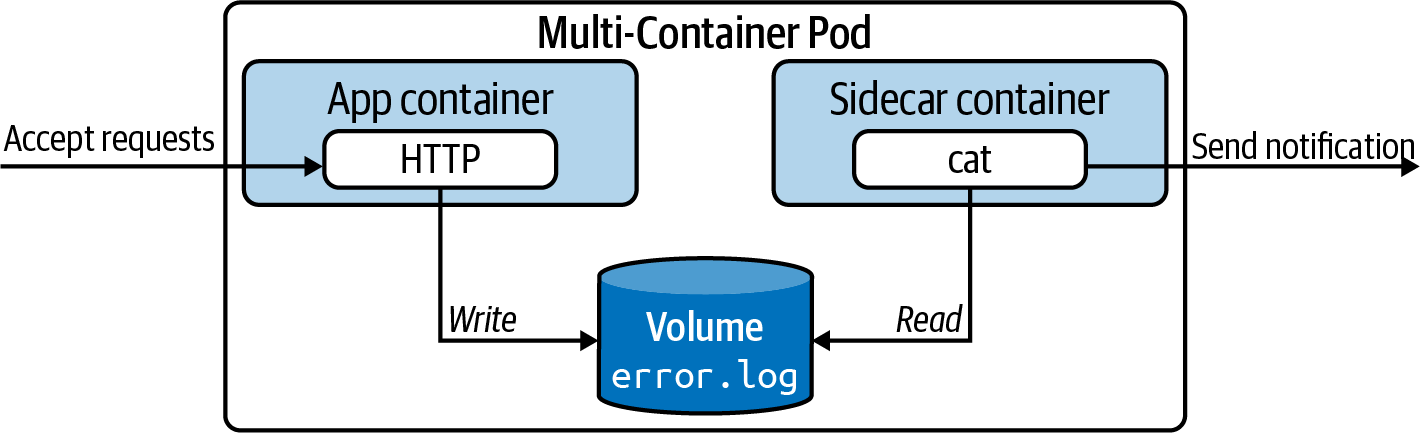 Multi-Container Pod
App container
Sidecar container
Accept requests
HTTP
cat
Send notification
Write
Read
Volume
error.log